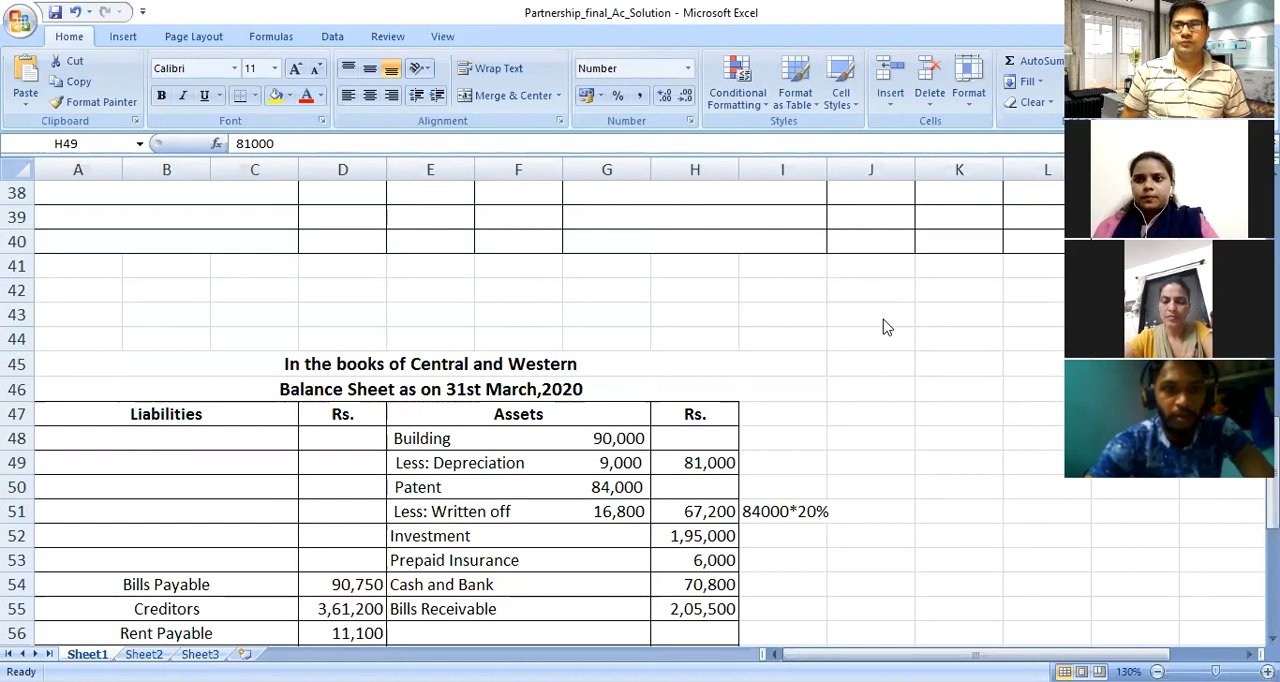 Partnership_final_Ac_Solution - Microsoft Excel
Home Insert Page Layout Formulas Data Review View
Paste Cut Copy Format Painter Clipboard
Calibri 11 A A B I U A Font
Wrap Text Merge & Center Alignment
Number % , .0 .00 .00 .0 Number
Conditional Formatting Format as Table Cell Styles Styles
Insert Delete Format Cells
Σ AutoSum Fill Clear
H49 fx 81000
A B C D E F G H I J K L
38
39
40
41
42
43
44
45 In the books of Central and Western
46 Balance Sheet as on 31st March,2020
47 Liabilities Rs. Assets Rs.
48 Building 90,000
49 Less: Depreciation 9,000 81,000
50 Patent 84,000
51 Less: Written off 16,800 67,200 84000*20%
52 Investment 1,95,000
53 Prepaid Insurance 6,000
54 Bills Payable 90,750 Cash and Bank 70,800
55 Creditors 3,61,200 Bills Receivable 2,05,500
56 Rent Payable 11,100
Sheet1 Sheet2 Sheet3
Ready 130%